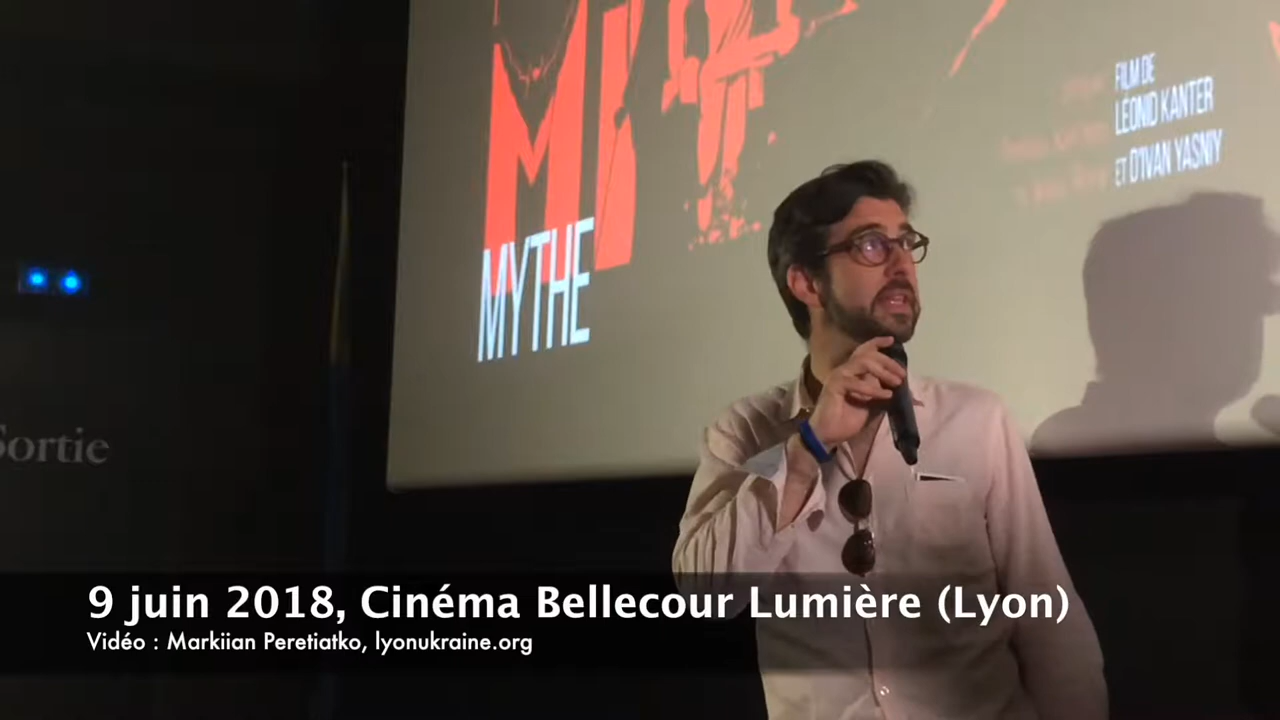 МІФ
MYTHE
FILM DE
LEONID KANTER
ET D'IVAN YASNIY
Sortie
9 juin 2018, Cinéma Bellecour Lumière (Lyon)
Vidéo : Markiian Peretiatko, lyonukraine.org